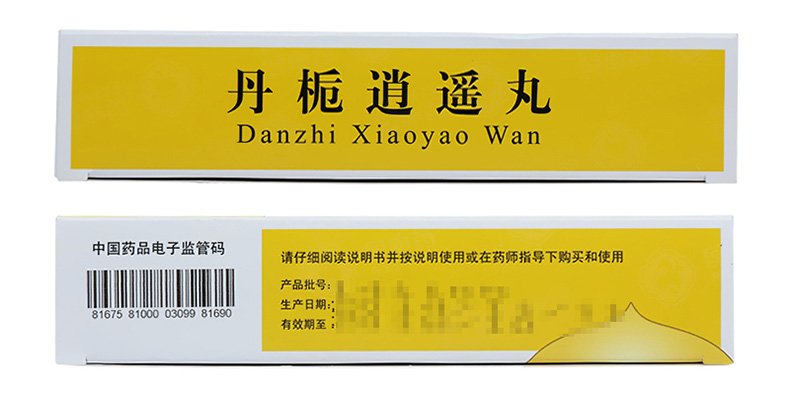 丹栀逍遥丸
Danzhi Xiaoyao Wan
中国药品电子监管码
81675 81000 03099 81690
请仔细阅读说明书并按说明使用或在药师指导下购买和使用
产品批号:
生产日期:
有效期至: